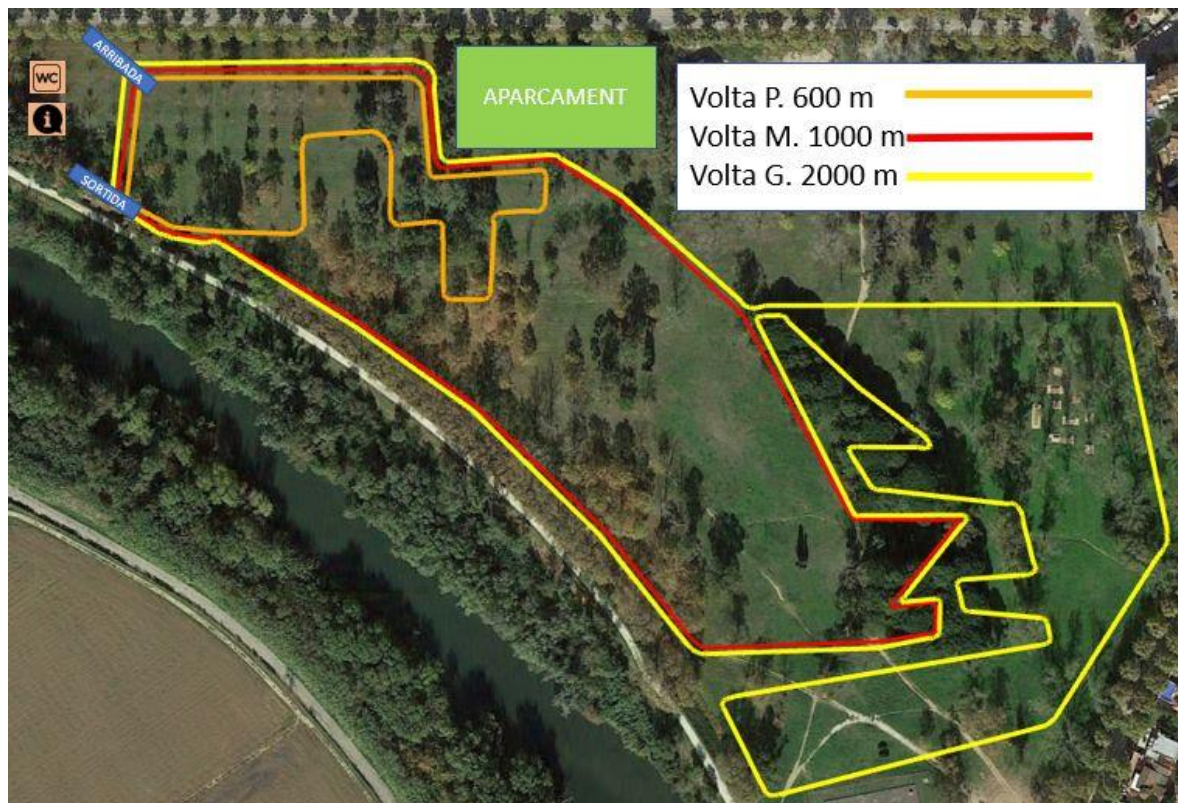 ARRIBADA
WC
i
SORTIDA
APARCAMENT
Volta P. 600 m
Volta M. 1000 m
Volta G. 2000 m